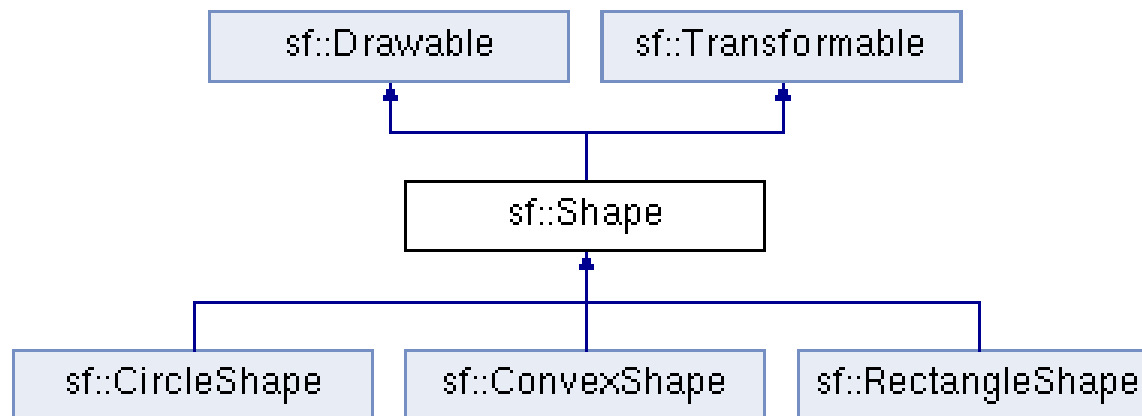 sf::Drawable
sf::Transformable
sf::Shape
sf::CircleShape
sf::ConvexShape
sf::RectangleShape